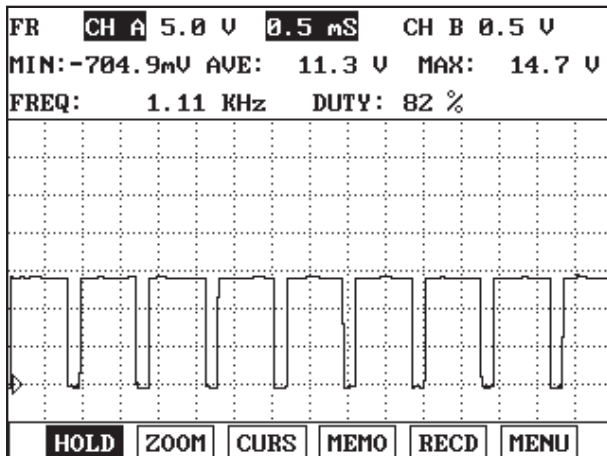 FR CH A 5.0 V 0.5 mS CH B 0.5 V
MIN:-704.9mV AVE: 11.3 V MAX: 14.7 V
FREQ: 1.11 KHz DUTY: 82 %
HOLD ZOOM CURS MEMO RECD MENU